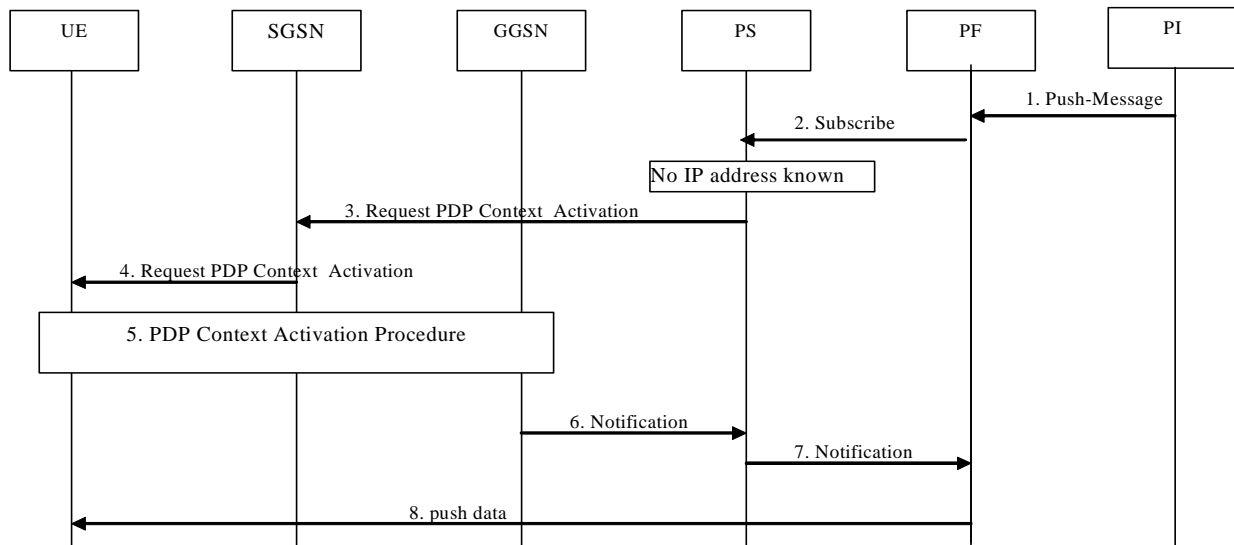 UE
SGSN
GGSN
PS
PF
PI
1. Push-Message
2. Subscribe
No IP address known
3. Request PDP Context Activation
4. Request PDP Context Activation
5. PDP Context Activation Procedure
6. Notification
7. Notification
8. push data